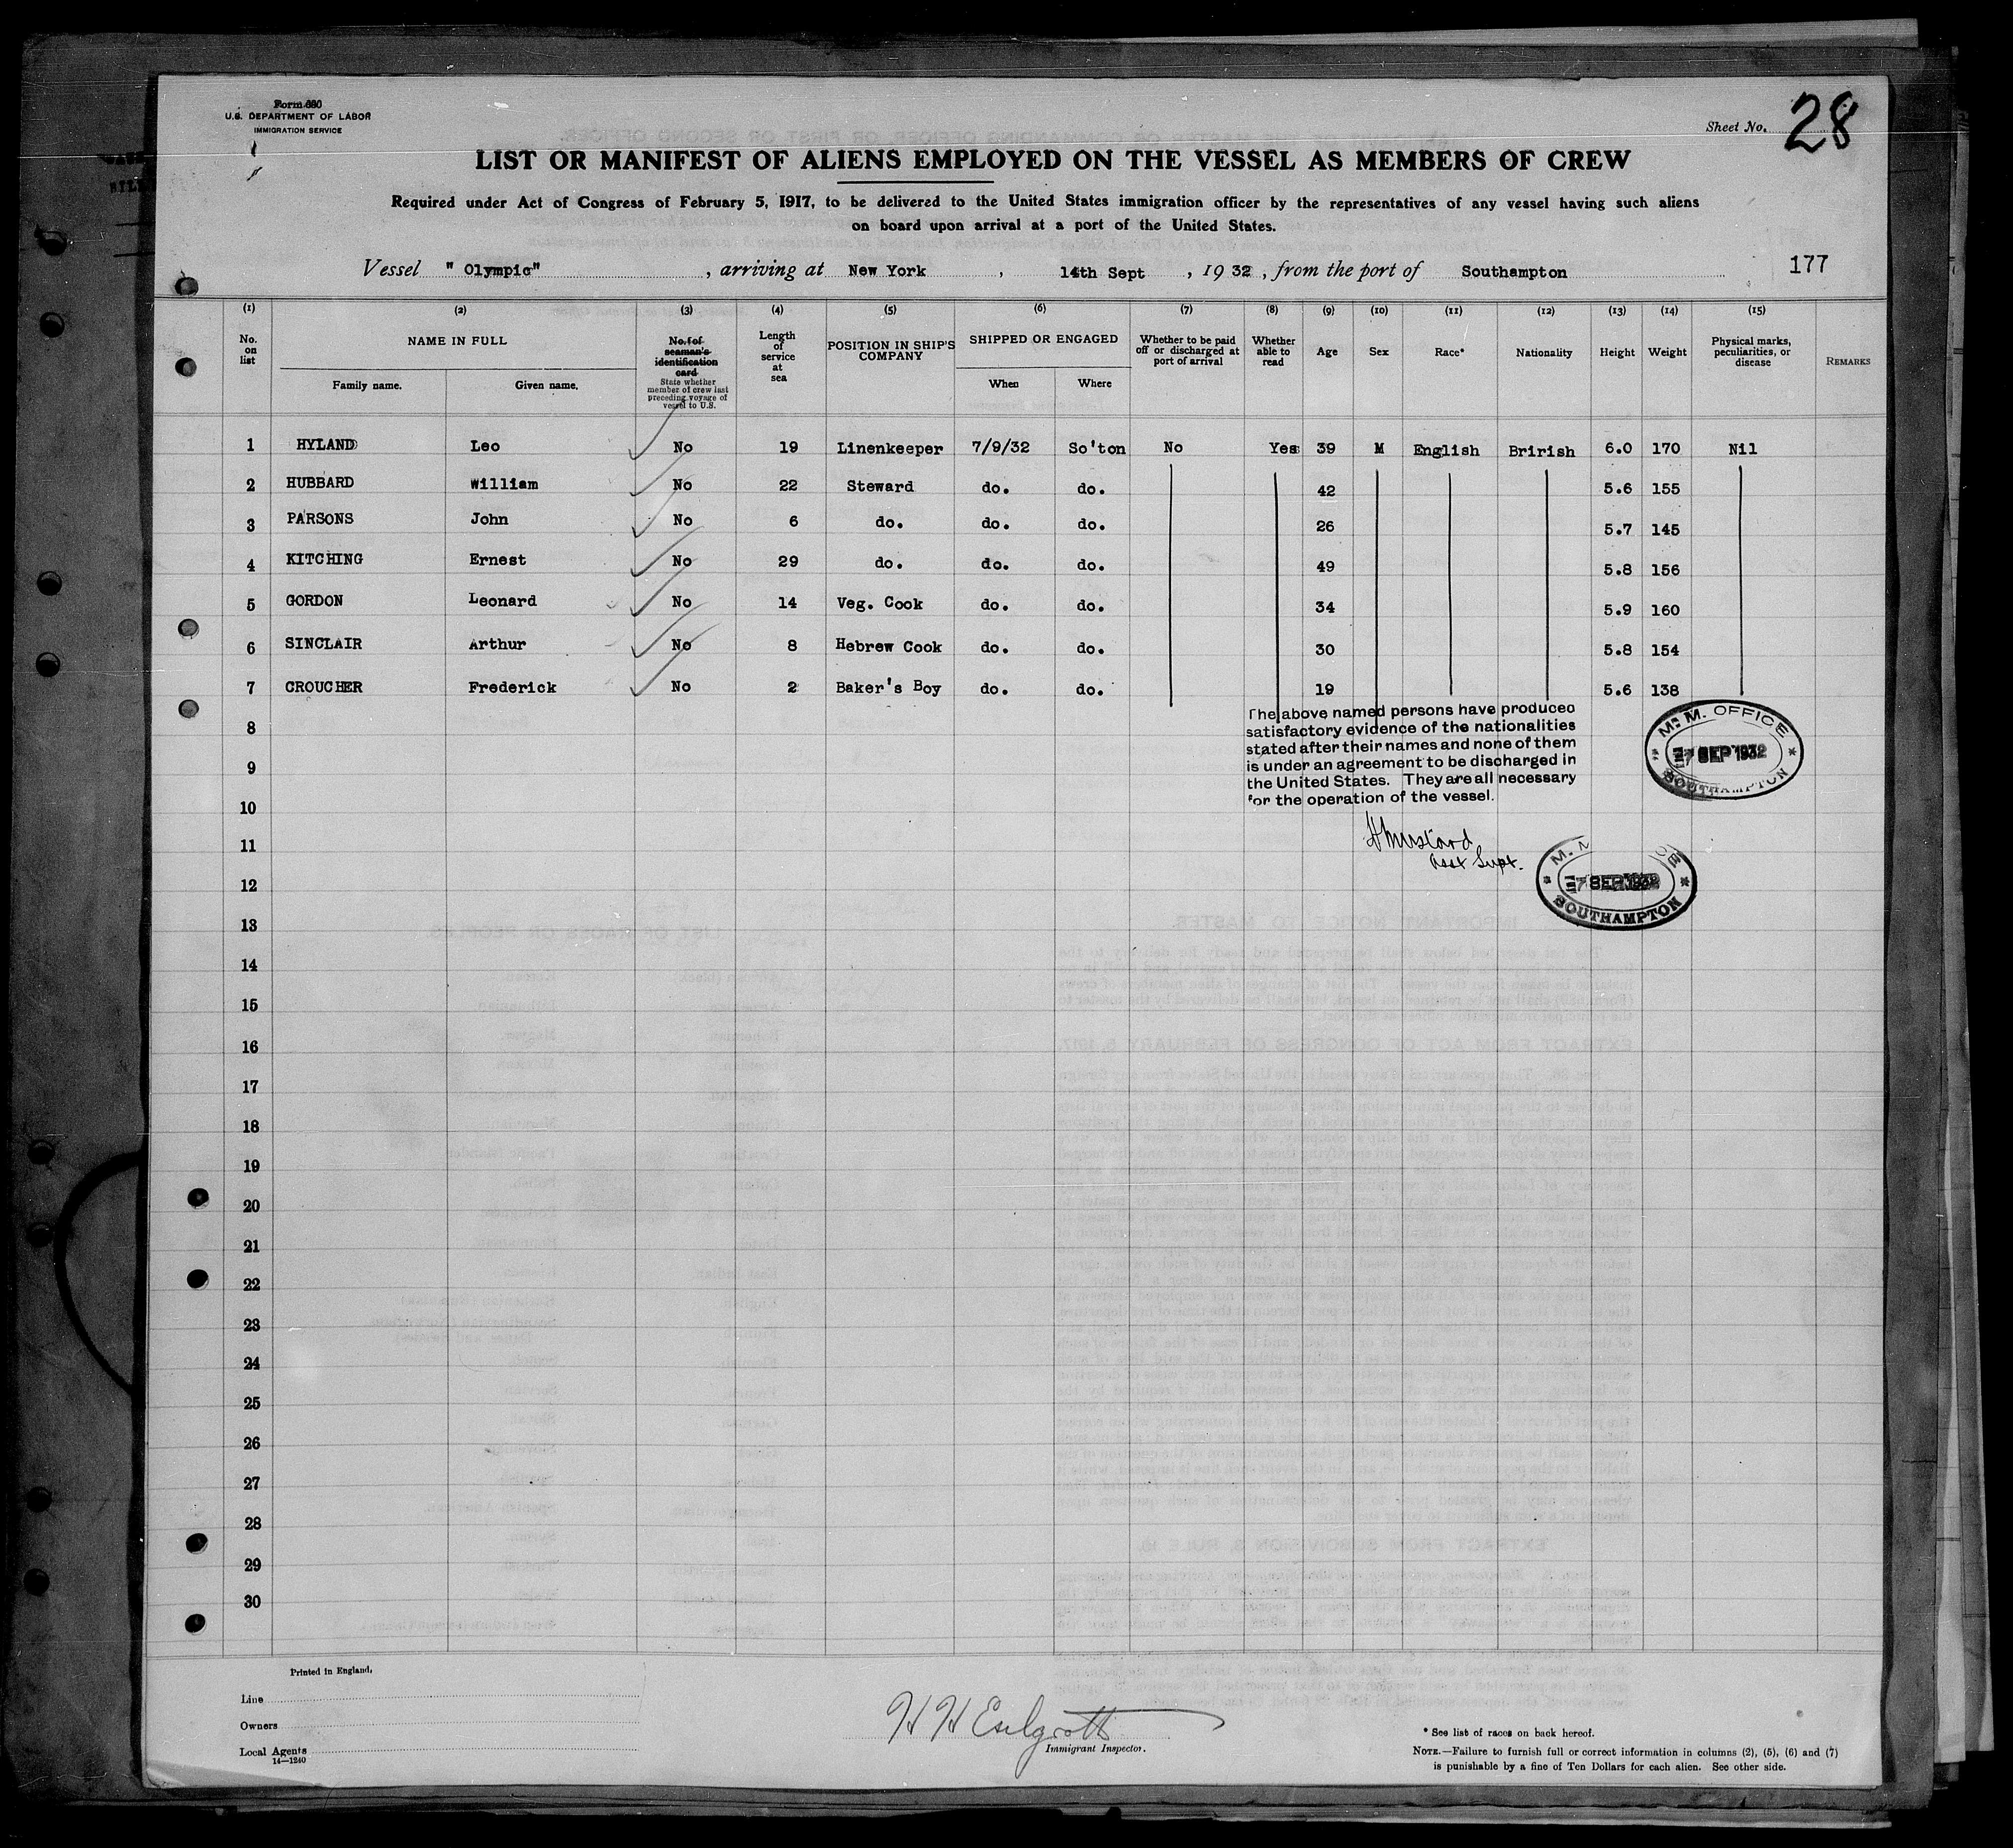 Form 680
U.S. DEPARTMENT OF LABOR
IMMIGRATION SERVICE
Sheet No. 28
LIST OR MANIFEST OF ALIENS EMPLOYED ON THE VESSEL AS MEMBERS OF CREW
Required under Act of Congress of February 5, 1917, to be delivered to the United States immigration officer by the representatives of any vessel having such aliens
on board upon arrival at a port of the United States.
Vessel "Olympic", arriving at New York, 14th Sept, 1932, from the port of Southampton 177
(1) (2) (3) (4) (5) (6) (7) (8) (9) (10) (11) (12) (13) (14) (15)
No. on list NAME IN FULL Family name. Given name. No. of seaman's identification card State whether member of crew last preceding voyage of vessel to U.S. Length of service at sea POSITION IN SHIP'S COMPANY SHIPPED OR ENGAGED When Where Whether to be paid off or discharged at port of arrival Whether able to read Age Sex Race* Nationality Height Weight Physical marks, peculiarities, or disease REMARKS
1 HYLAND Leo No 19 Linenkeeper 7/9/32 So'ton No Yes 39 M English Brirish 6.0 170 Nil
2 HUBBARD William No 22 Steward do. do. 42 5.6 155
3 PARSONS John No 6 do. do. do. 26 5.7 145
4 KITCHING Ernest No 29 do. do. do. 49 5.8 156
5 GORDON Leonard No 14 Veg. Cook do. do. 34 5.9 160
6 SINCLAIR Arthur No 8 Hebrew Cook do. do. 30 5.8 154
7 CROUCHER Frederick No 2 Baker's Boy do. do. 19 5.6 138
The above named persons have produced
satisfactory evidence of the nationalities
stated after their names and none of them
is under an agreement to be discharged in
the United States. They are all necessary
for the operation of the vessel.
M. M. OFFICE
7 SEP 1932
SOUTHAMPTON
Asst Supt.
7 SEP 1932
SOUTHAMPTON
8
9
10
11
12
13
14
15
16
17
18
19
20
21
22
23
24
25
26
27
28
29
30
Printed in England.
Line
Owners
Local Agents
14—1240
Immigrant Inspector.
* See list of races on back hereof.
NOTE.—Failure to furnish full or correct information in columns (2), (5), (6) and (7)
is punishable by a fine of Ten Dollars for each alien. See other side.